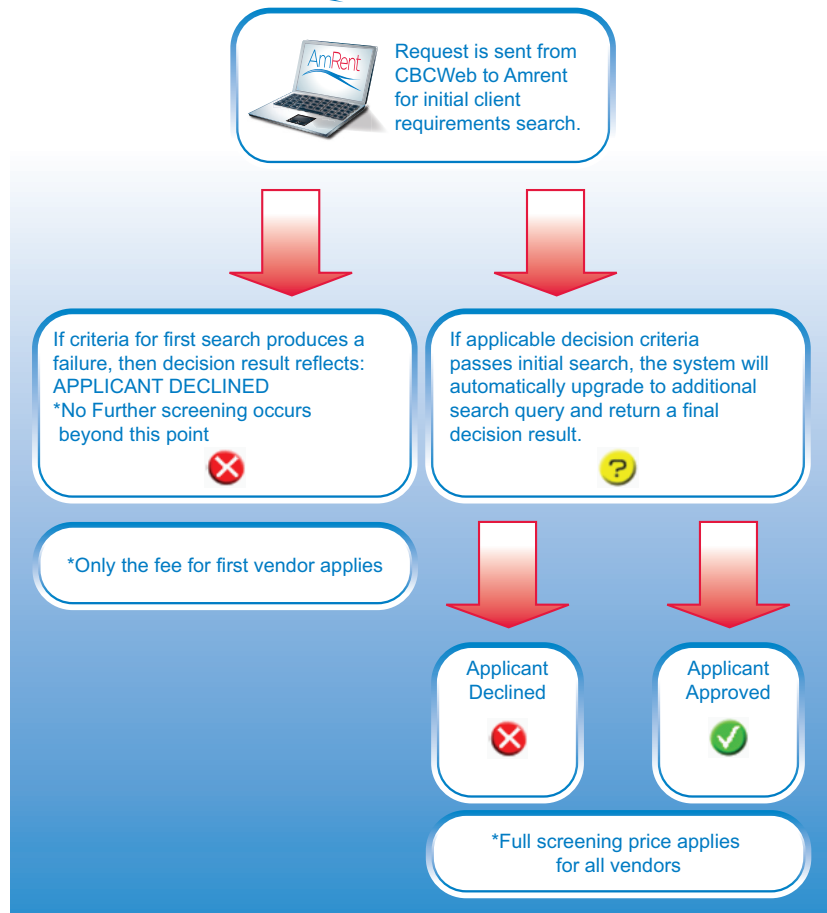 AmRent
Request is sent from
CBCWeb to Amrent
for initial client
requirements search.
If criteria for first search produces a
failure, then decision result reflects:
APPLICANT DECLINED
*No Further screening occurs
beyond this point
If applicable decision criteria
passes initial search, the system will
automatically upgrade to additional
search query and return a final
decision result.
?
*Only the fee for first vendor applies
Applicant
Declined
Applicant
Approved
*Full screening price applies
for all vendors